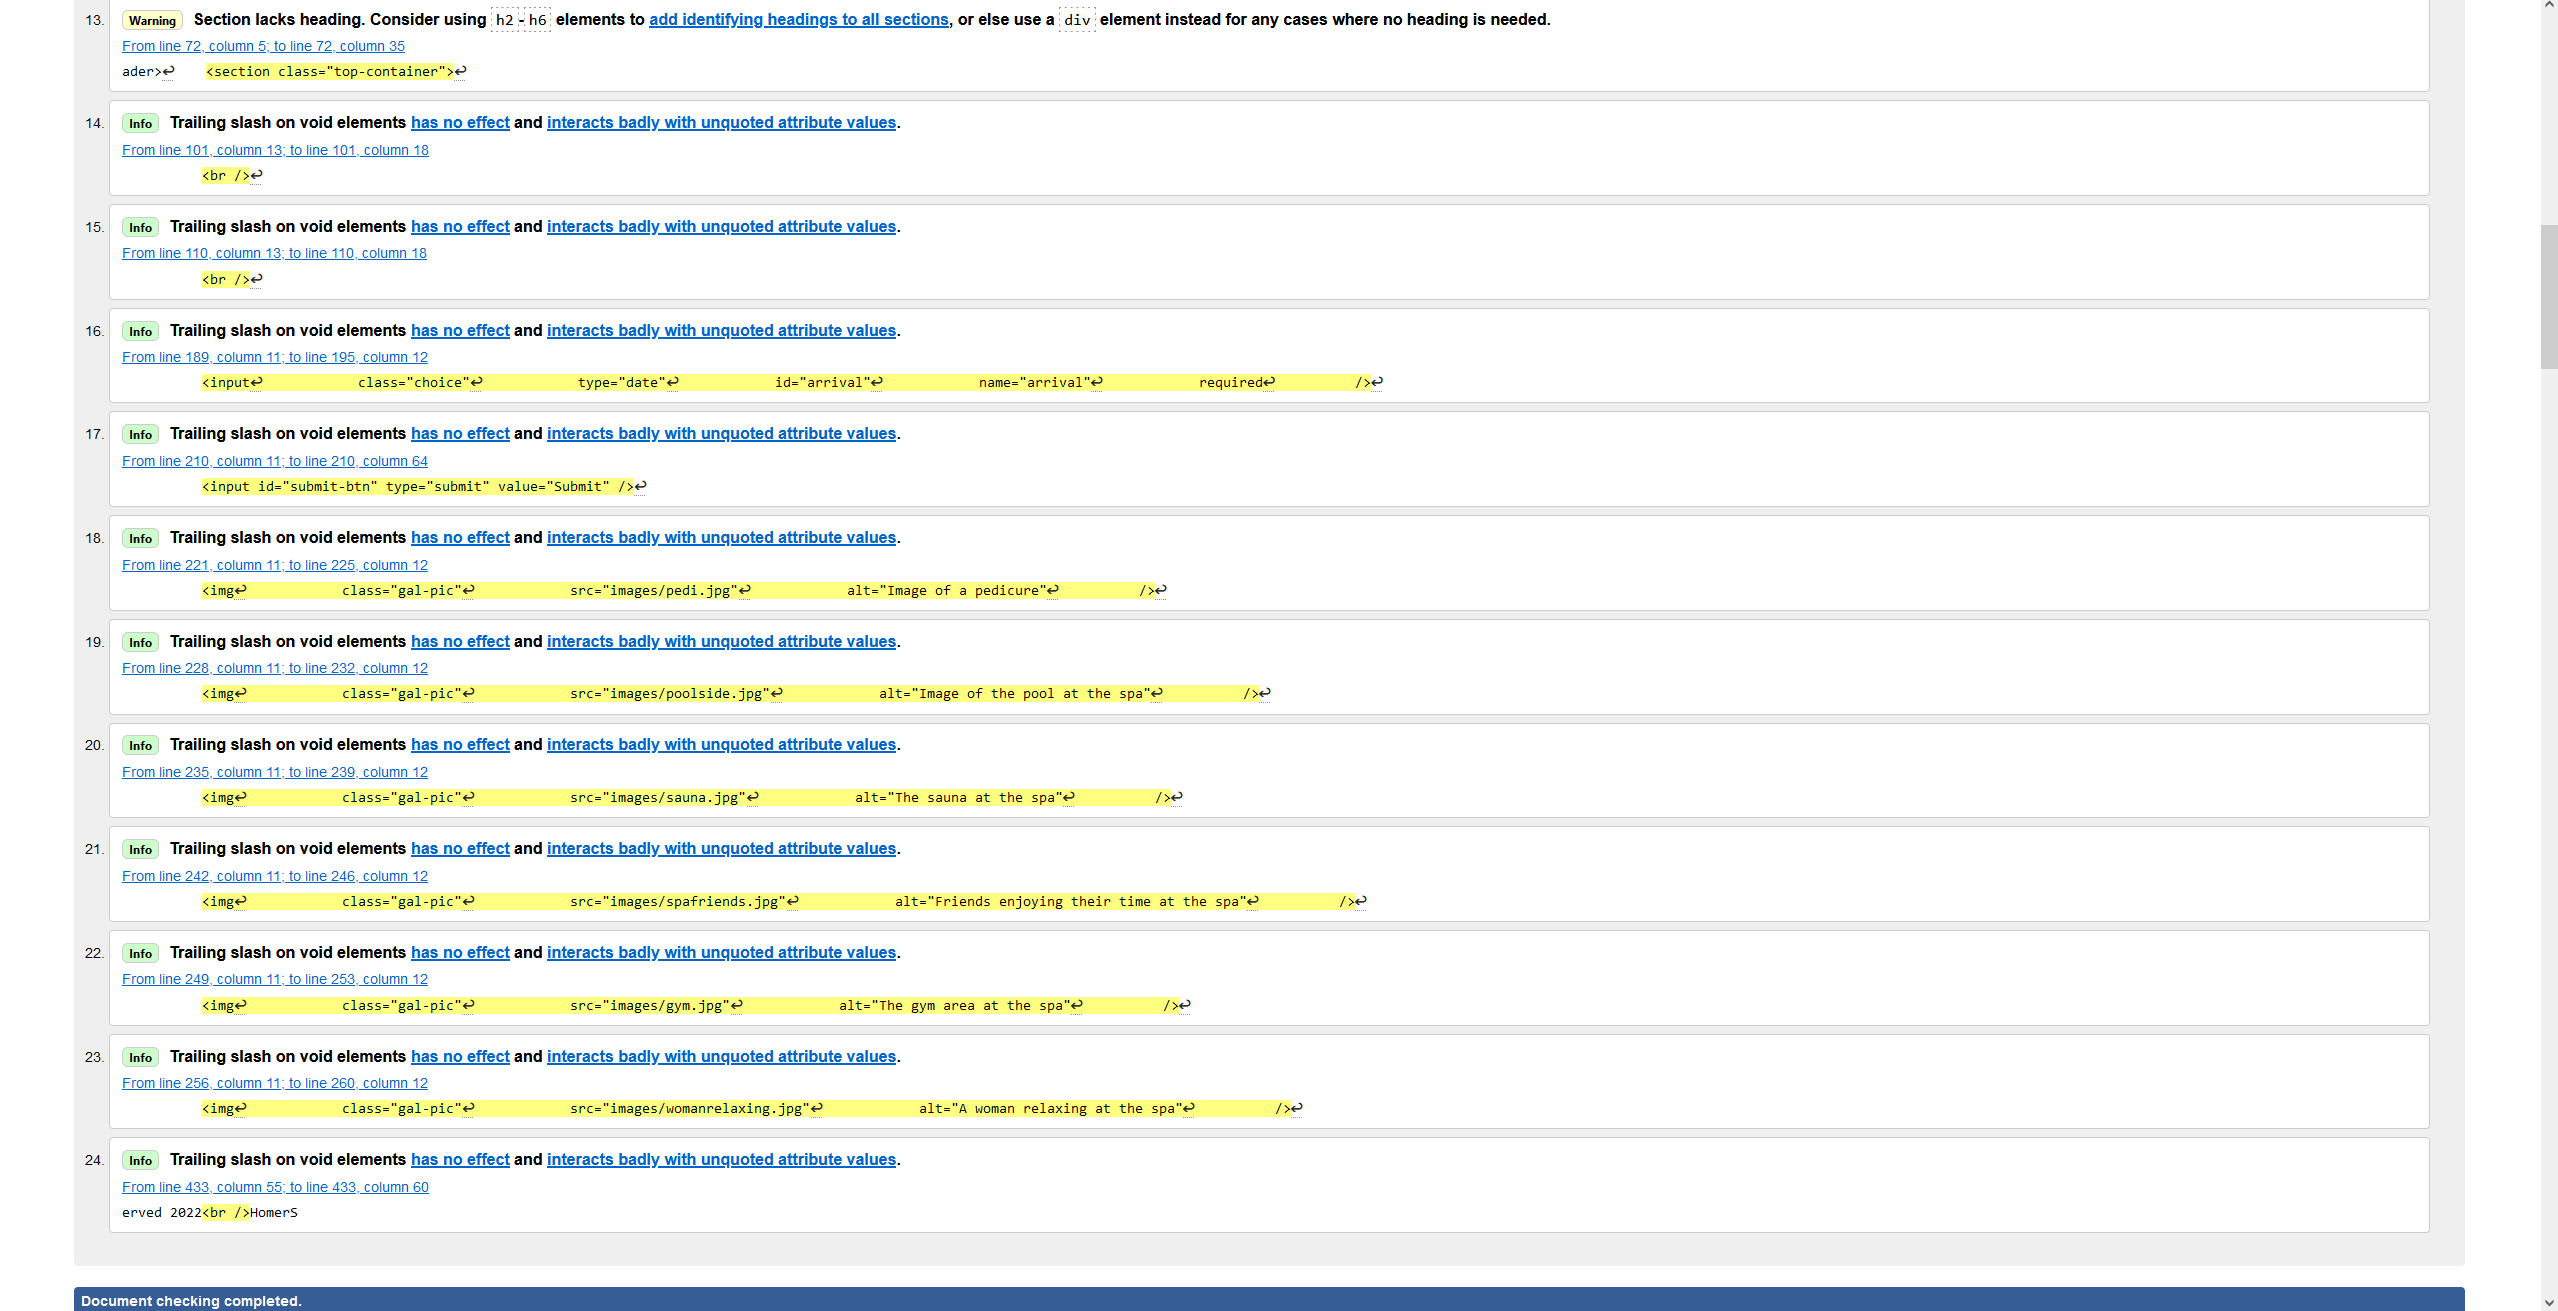 13. Warning Section lacks heading. Consider using h2-h6 elements to add identifying headings to all sections, or else use a div element instead for any cases where no heading is needed.
From line 72, column 5; to line 72, column 35
ader>↩ <section class="top-container">↩
14. Info Trailing slash on void elements has no effect and interacts badly with unquoted attribute values.
From line 101, column 13; to line 101, column 18
<br />↩
15. Info Trailing slash on void elements has no effect and interacts badly with unquoted attribute values.
From line 110, column 13; to line 110, column 18
<br />↩
16. Info Trailing slash on void elements has no effect and interacts badly with unquoted attribute values.
From line 189, column 11; to line 195, column 12
<input↩ class="choice"↩ type="date"↩ id="arrival"↩ name="arrival"↩ required↩ />↩
17. Info Trailing slash on void elements has no effect and interacts badly with unquoted attribute values.
From line 210, column 11; to line 210, column 64
<input id="submit-btn" type="submit" value="Submit" />↩
18. Info Trailing slash on void elements has no effect and interacts badly with unquoted attribute values.
From line 221, column 11; to line 225, column 12
<img↩ class="gal-pic"↩ src="images/pedi.jpg"↩ alt="Image of a pedicure"↩ />↩
19. Info Trailing slash on void elements has no effect and interacts badly with unquoted attribute values.
From line 228, column 11; to line 232, column 12
<img↩ class="gal-pic"↩ src="images/poolside.jpg"↩ alt="Image of the pool at the spa"↩ />↩
20. Info Trailing slash on void elements has no effect and interacts badly with unquoted attribute values.
From line 235, column 11; to line 239, column 12
<img↩ class="gal-pic"↩ src="images/sauna.jpg"↩ alt="The sauna at the spa"↩ />↩
21. Info Trailing slash on void elements has no effect and interacts badly with unquoted attribute values.
From line 242, column 11; to line 246, column 12
<img↩ class="gal-pic"↩ src="images/spafriends.jpg"↩ alt="Friends enjoying their time at the spa"↩ />↩
22. Info Trailing slash on void elements has no effect and interacts badly with unquoted attribute values.
From line 249, column 11; to line 253, column 12
<img↩ class="gal-pic"↩ src="images/gym.jpg"↩ alt="The gym area at the spa"↩ />↩
23. Info Trailing slash on void elements has no effect and interacts badly with unquoted attribute values.
From line 256, column 11; to line 260, column 12
<img↩ class="gal-pic"↩ src="images/womanrelaxing.jpg"↩ alt="A woman relaxing at the spa"↩ />↩
24. Info Trailing slash on void elements has no effect and interacts badly with unquoted attribute values.
From line 433, column 55; to line 433, column 60
erved 2022<br />HomerS
Document checking completed.